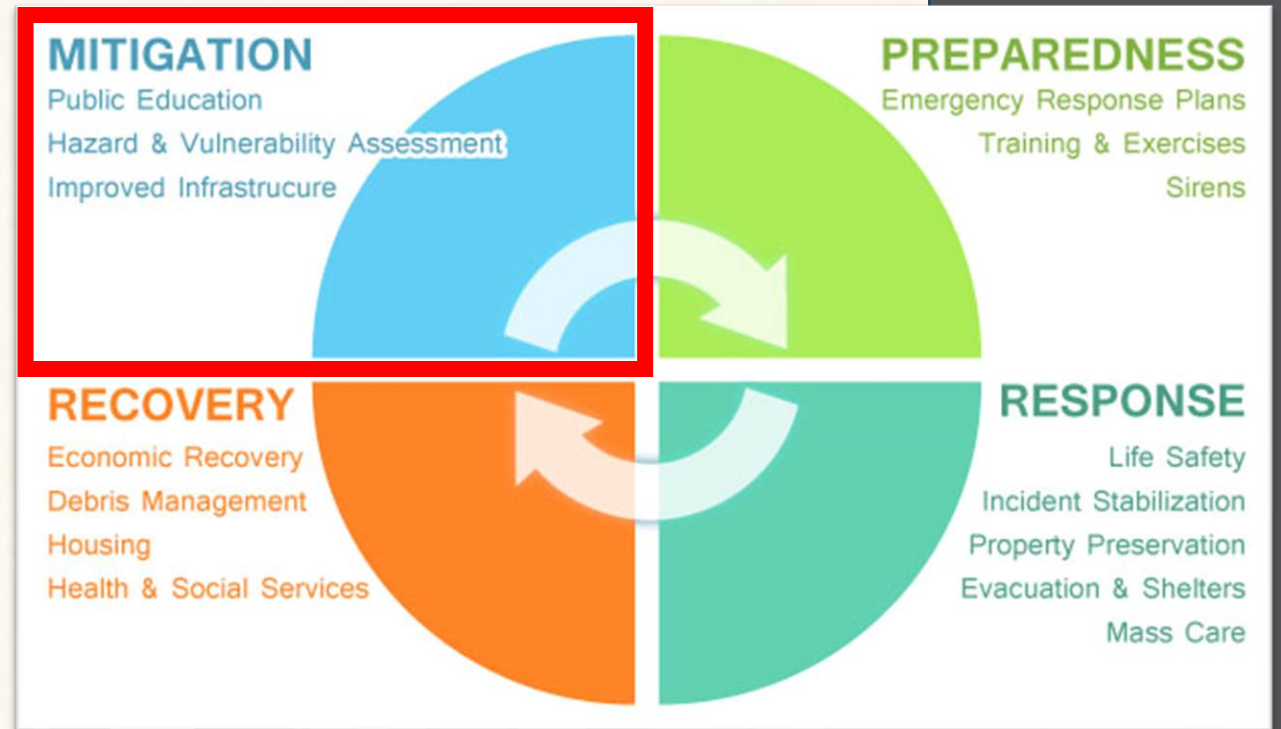 MITIGATION
Public Education
Hazard & Vulnerability Assessment
Improved Infrastrucure
PREPAREDNESS
Emergency Response Plans
Training & Exercises
Sirens
RECOVERY
Economic Recovery
Debris Management
Housing
Health & Social Services
RESPONSE
Life Safety
Incident Stabilization
Property Preservation
Evacuation & Shelters
Mass Care